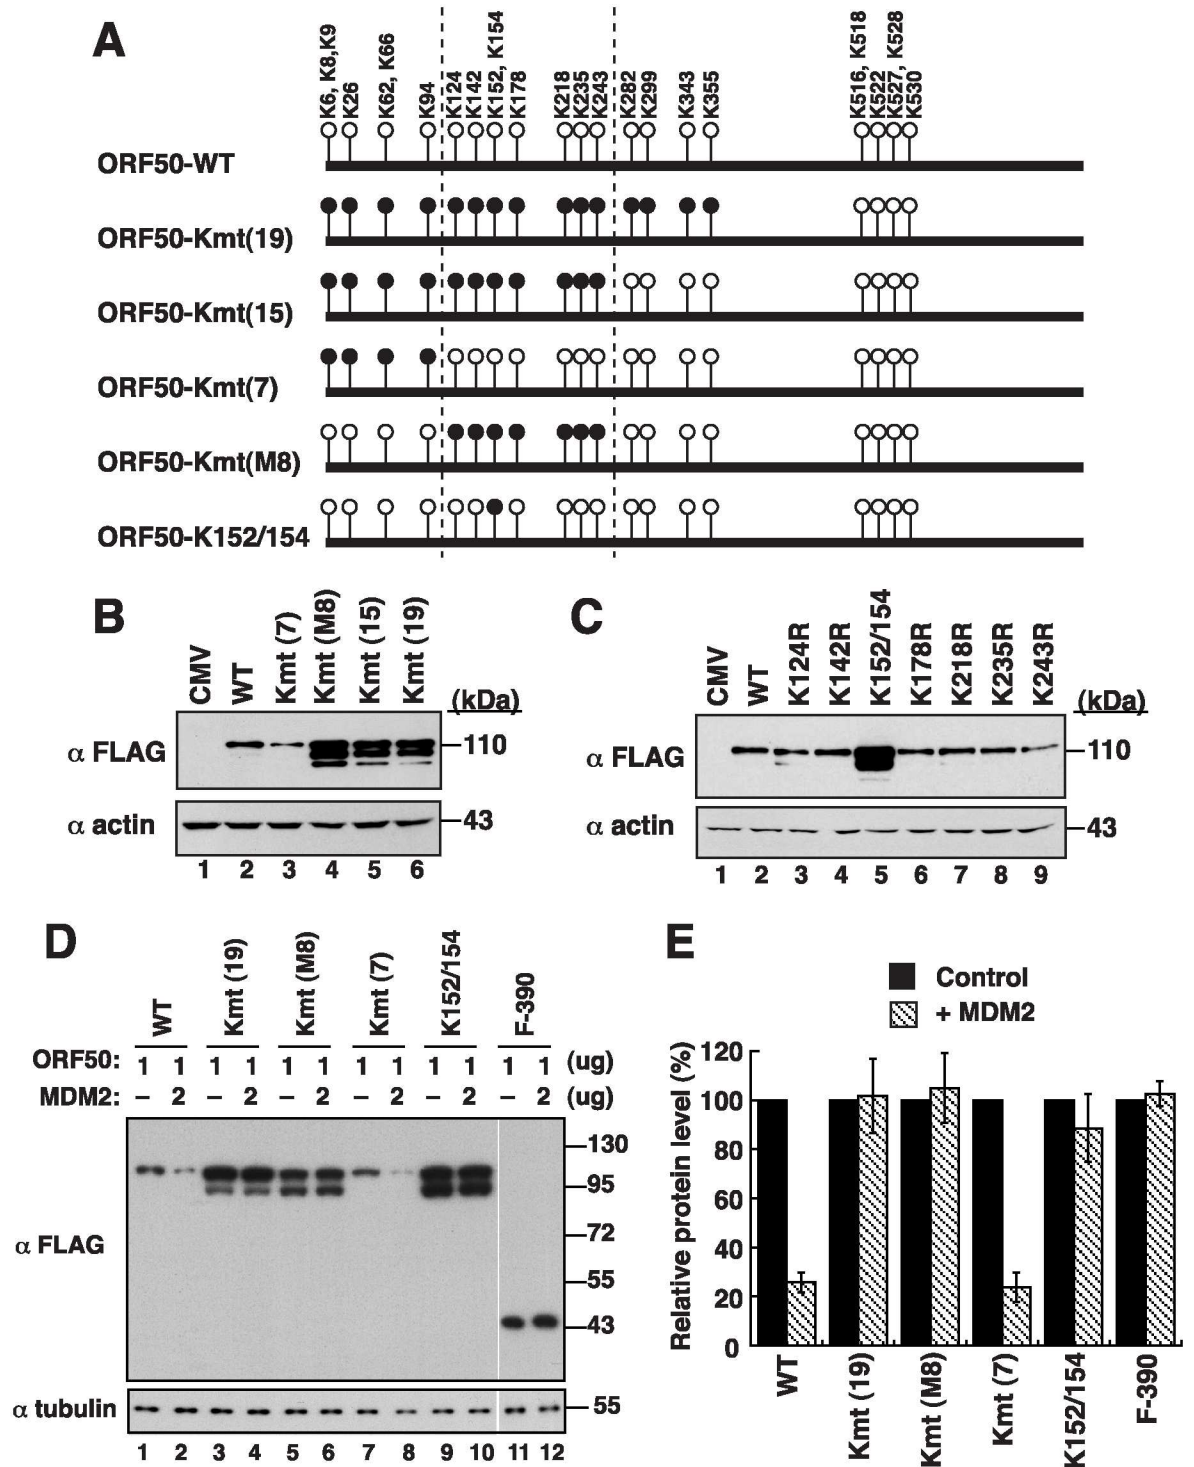 A
K6, K8,K9
K26
K62, K66
K94
K124
K142
K152, K154
K178
K218
K235
K243
K282
K299
K343
K355
K516, K518
K522
K527, K528
K530
ORF50-WT
ORF50-Kmt(19)
ORF50-Kmt(15)
ORF50-Kmt(7)
ORF50-Kmt(M8)
ORF50-K152/154
B
CMV
WT
Kmt (7)
Kmt (M8)
Kmt (15)
Kmt (19)
(kDa)
α FLAG
110
α actin
43
1 2 3 4 5 6
C
CMV
WT
K124R
K142R
K152/154
K178R
K218R
K235R
K243R
(kDa)
α FLAG
110
α actin
43
1 2 3 4 5 6 7 8 9
D
WT
Kmt (19)
Kmt (M8)
Kmt (7)
K152/154
F-390
ORF50: 1 1 1 1 1 1 1 1 1 1 1 1 (ug)
MDM2: – 2 – 2 – 2 – 2 – 2 – 2 (ug)
130
95
72
55
43
α FLAG
α tubulin
55
1 2 3 4 5 6 7 8 9 10 11 12
E
Control
+ MDM2
Relative protein level (%)
120
100
80
60
40
20
0
WT
Kmt (19)
Kmt (M8)
Kmt (7)
K152/154
F-390